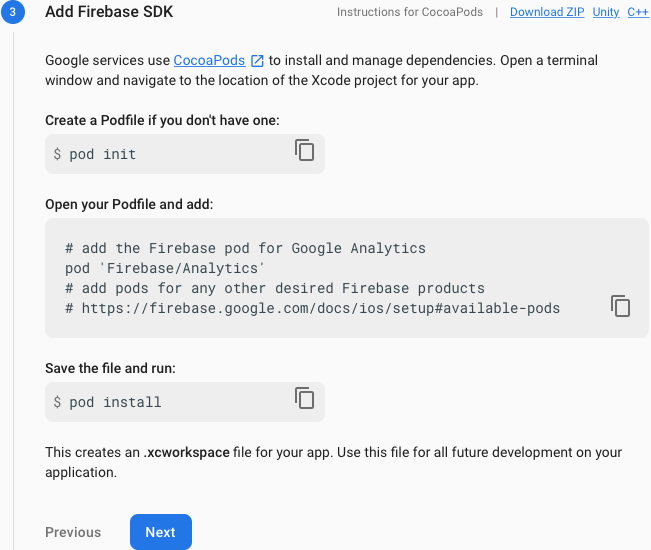 3 Add Firebase SDK Instructions for CocoaPods | Download ZIP Unity C++
Google services use CocoaPods to install and manage dependencies. Open a terminal
window and navigate to the location of the Xcode project for your app.
Create a Podfile if you don't have one:
$ pod init
Open your Podfile and add:
# add the Firebase pod for Google Analytics
pod 'Firebase/Analytics'
# add pods for any other desired Firebase products
# https://firebase.google.com/docs/ios/setup#available-pods
Save the file and run:
$ pod install
This creates an .xcworkspace file for your app. Use this file for all future development on your
application.
Previous Next